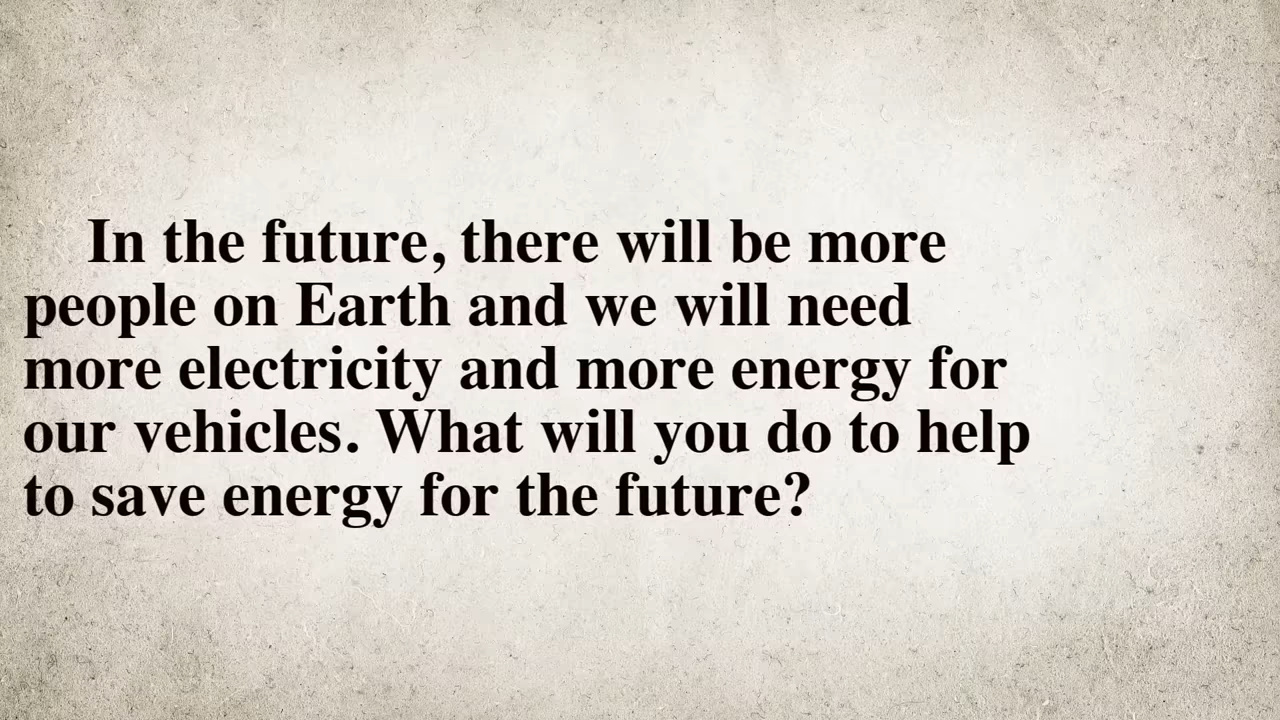 In the future, there will be more
people on Earth and we will need
more electricity and more energy for
our vehicles. What will you do to help
to save energy for the future?